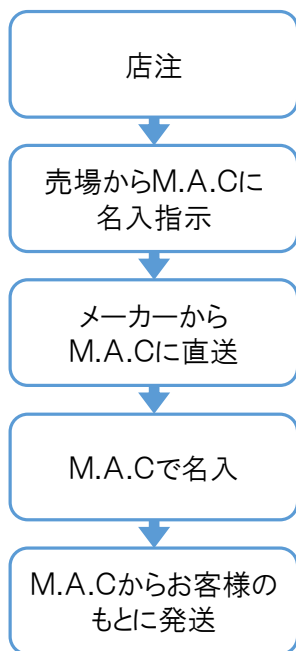 店注
売場からM.A.Cに
名入指示
メーカーから
M.A.Cに直送
M.A.Cで名入
M.A.Cからお客様の
もとに発送